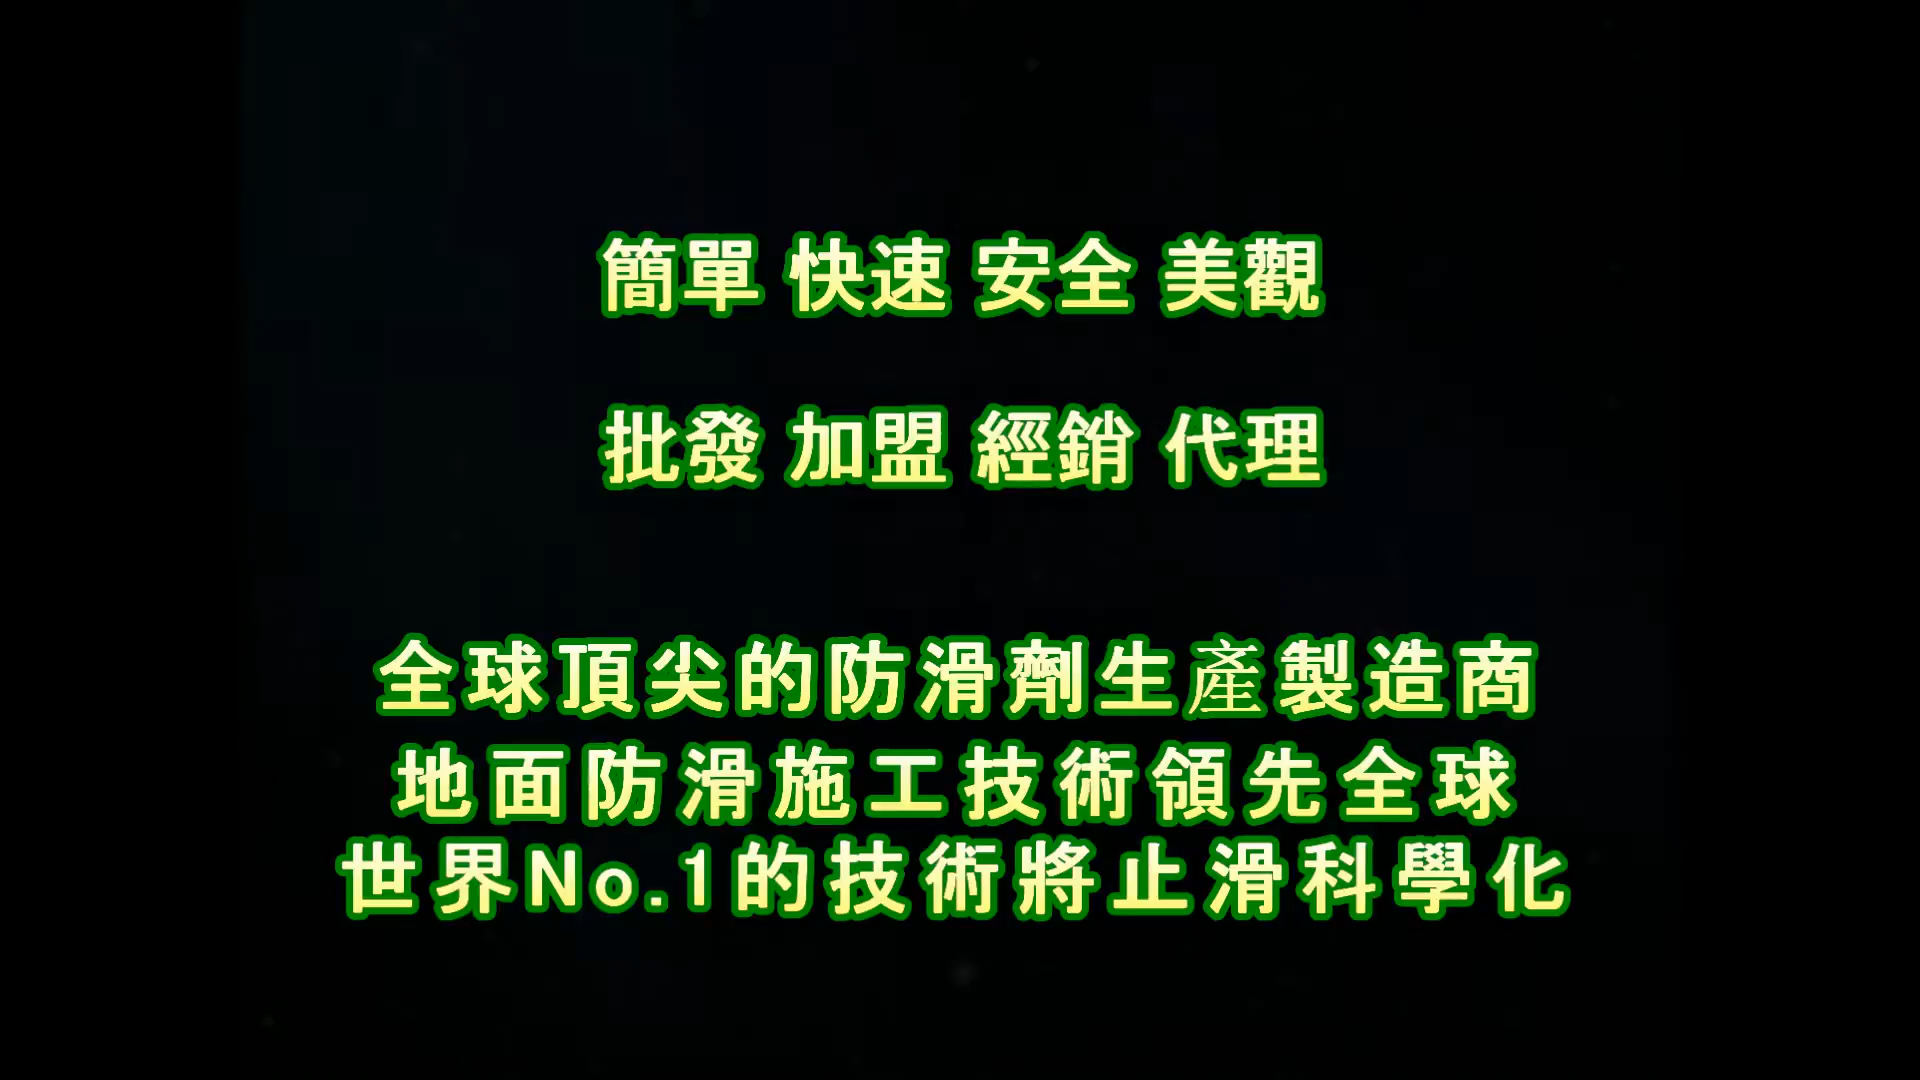 簡單 快速 安全 美觀
批發 加盟 經銷 代理
全球頂尖的防滑劑生產製造商
地面防滑施工技術領先全球
世界No.1的技術將止滑科學化